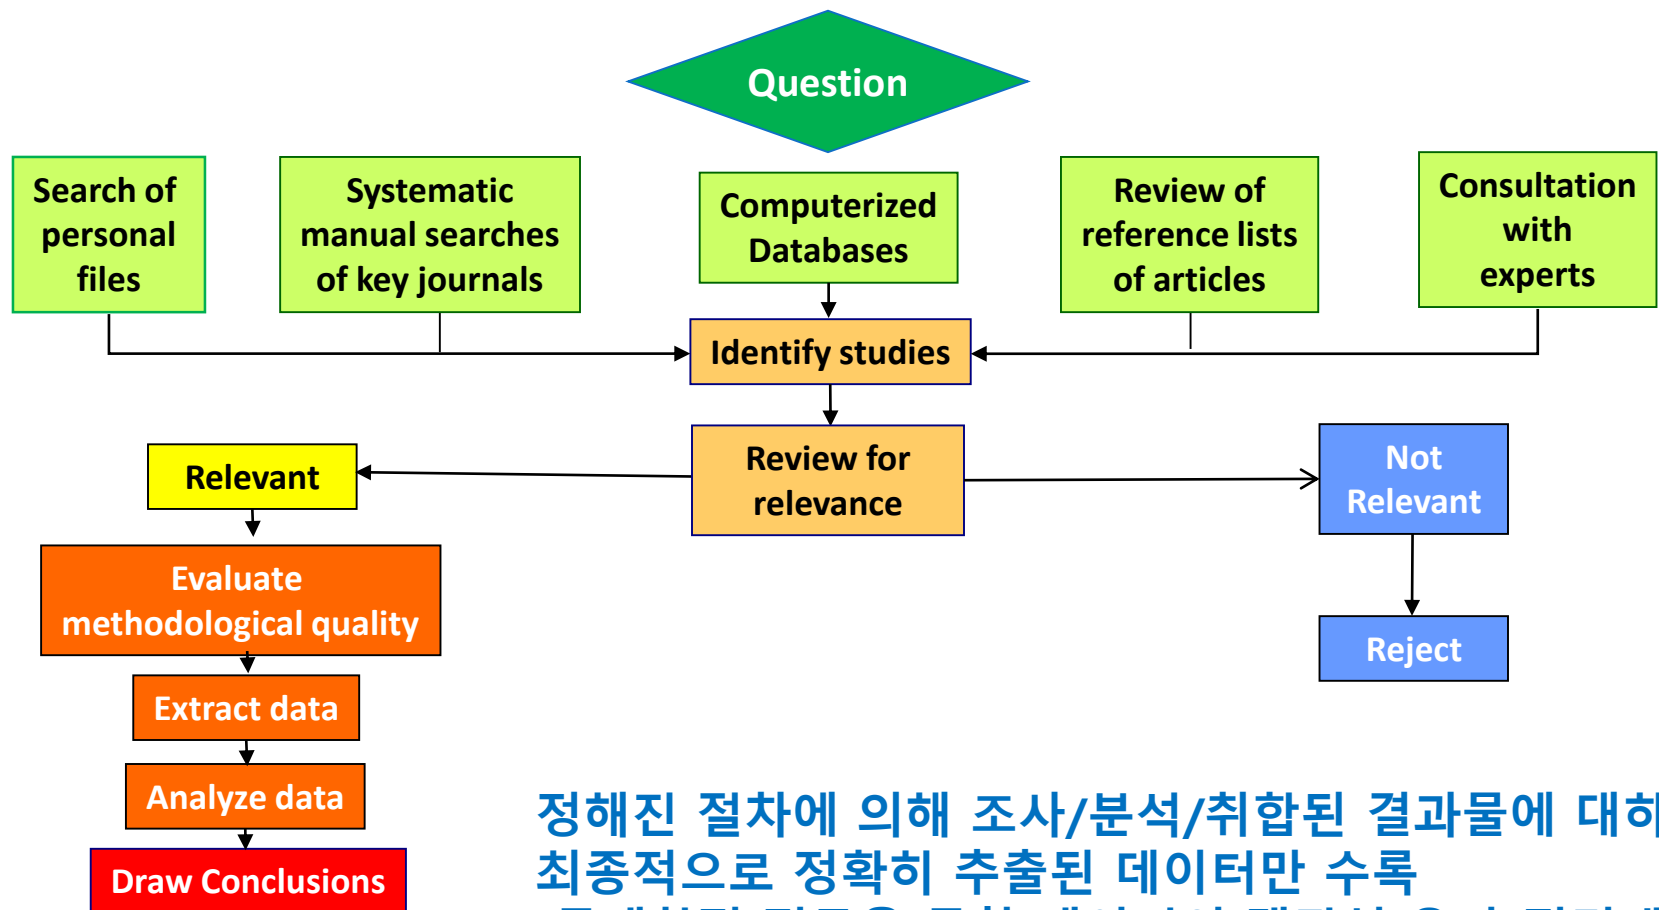 Question
Search of
personal
files
Systematic
manual searches
of key journals
Computerized
Databases
Review of
reference lists
of articles
Consultation
with
experts
Identify studies
Review for
relevance
Relevant
Not
Relevant
Evaluate
methodological quality
Reject
Extract data
Analyze data
Draw Conclusions
정해진 절차에 의해 조사/분석/취합된 결과물에 대하
최종적으로 정확히 추출된 데이터만 수록